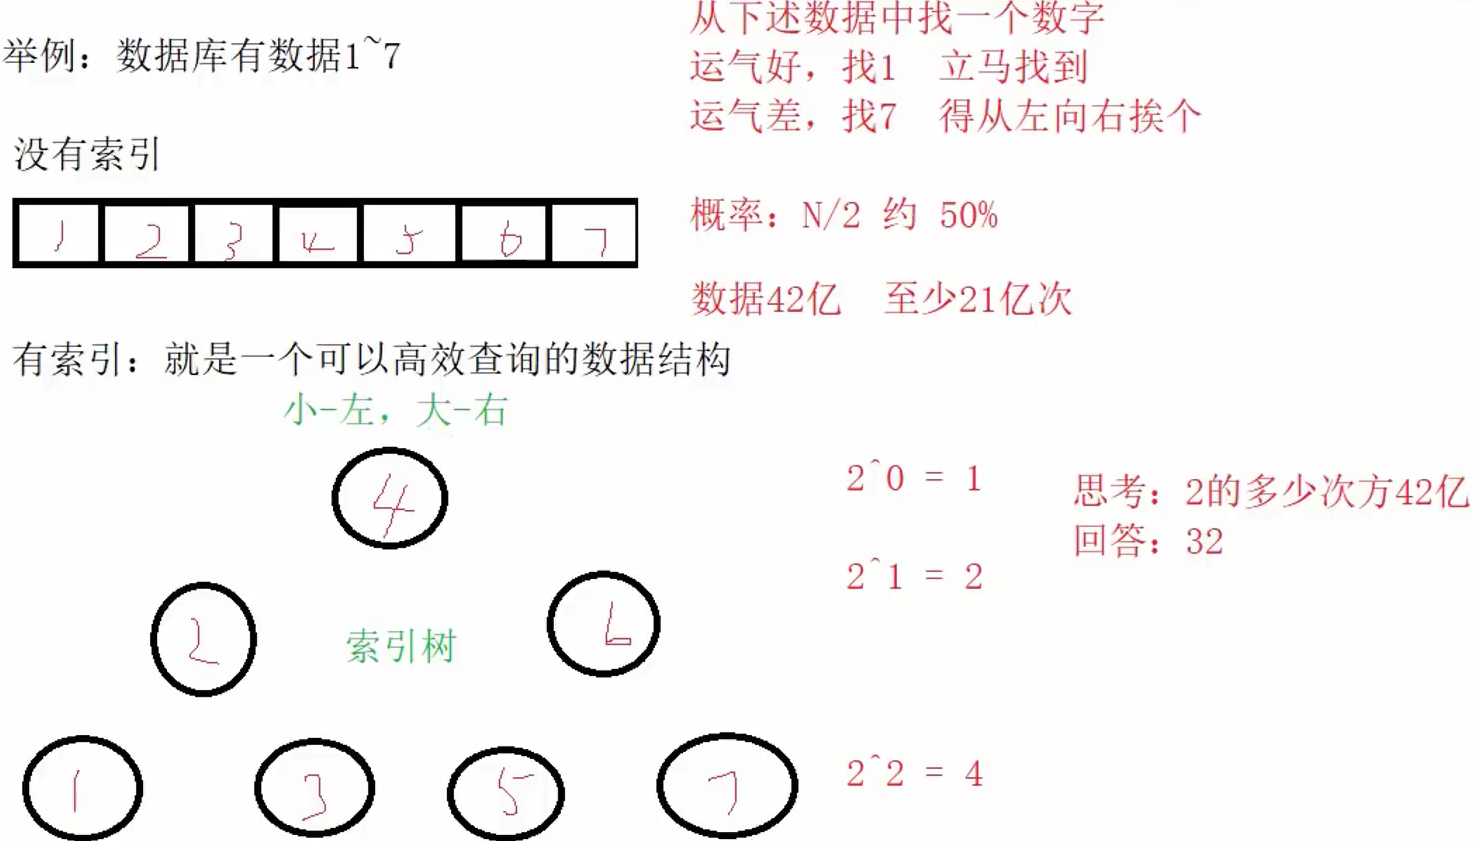 举例：数据库有数据1~7
没有索引
1 2 3 4 5 6 7
从下述数据中找一个数字
运气好，找1 立马找到
运气差，找7 得从左向右挨个
概率：N/2 约 50%
数据42亿 至少21亿次
有索引：就是一个可以高效查询的数据结构
小-左，大-右
4
2^0 = 1
思考：2的多少次方42亿
回答：32
2 6
索引树
2^1 = 2
1 3 5 7
2^2 = 4